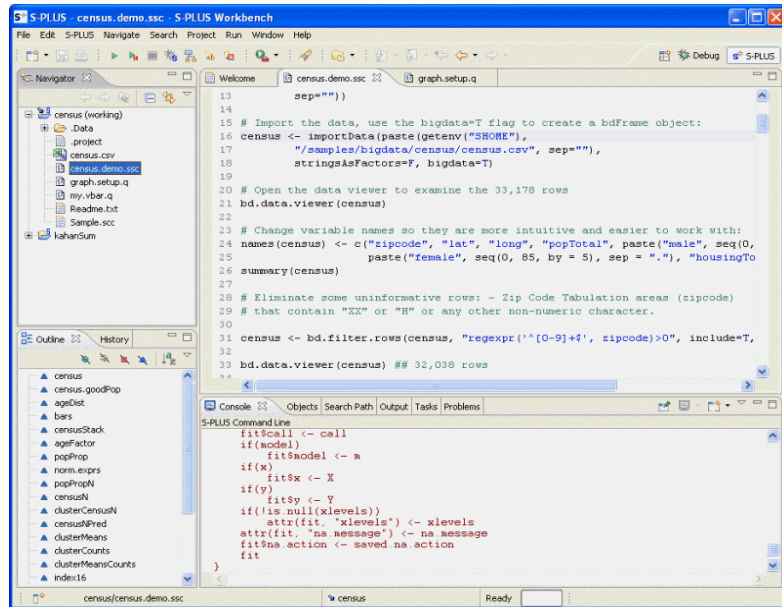 S-PLUS - census.demo.ssc - S-PLUS Workbench
File Edit S-PLUS Navigate Search Project Run Window Help
Debug S-PLUS
Navigator
census (working)
.Data
.project
census.csv
census.demo.ssc
graph.setup.q
my.vbar.q
Readme.txt
Sample.scc
kahanSum
Welcome census.demo.ssc graph.setup.q
13 sep=""))
14
15 # Import the data, use the bigdata=T flag to create a bdFrame object:
16 census <- importData(paste(getenv("SHOME"),
17 "/samples/bigdata/census/census.csv", sep=""),
18 stringsAsFactors=F, bigdata=T)
19
20 # Open the data viewer to examine the 33,178 rows
21 bd.data.viewer(census)
22
23 # Change variable names so they are more intuitive and easier to work with:
24 names(census) <- c("zipcode", "lat", "long", "popTotal", paste("male", seq(0,
25 paste("female", seq(0, 85, by = 5), sep = "."), "housingTo
26 summary(census)
27
28 # Eliminate some uninformative rows: - Zip Code Tabulation areas (zipcode)
29 # that contain "XX" or "H" or any other non-numeric character.
30
31 census <- bd.filter.rows(census, "regexpr('^[0-9]+$', zipcode)>0", include=T,
32
33 bd.data.viewer(census) ## 32,038 rows
Outline History
census
census.goodPop
ageDist
bars
censusStack
ageFactor
popProp
norm.exprs
popPropN
censusN
clusterCensusN
censusNPred
clusterMeans
clusterCounts
clusterMeansCounts
index16
Console Objects Search Path Output Tasks Problems
S-PLUS Command Line
fit$call <- call
if(model)
fit$model <- m
if(x)
fit$x <- X
if(y)
fit$y <- Y
if(!is.null(xlevels))
attr(fit, "xlevels") <- xlevels
attr(fit, "na.message") <- na.message
fit$na.action <- saved.na.action
fit
}
census/census.demo.ssc census Ready